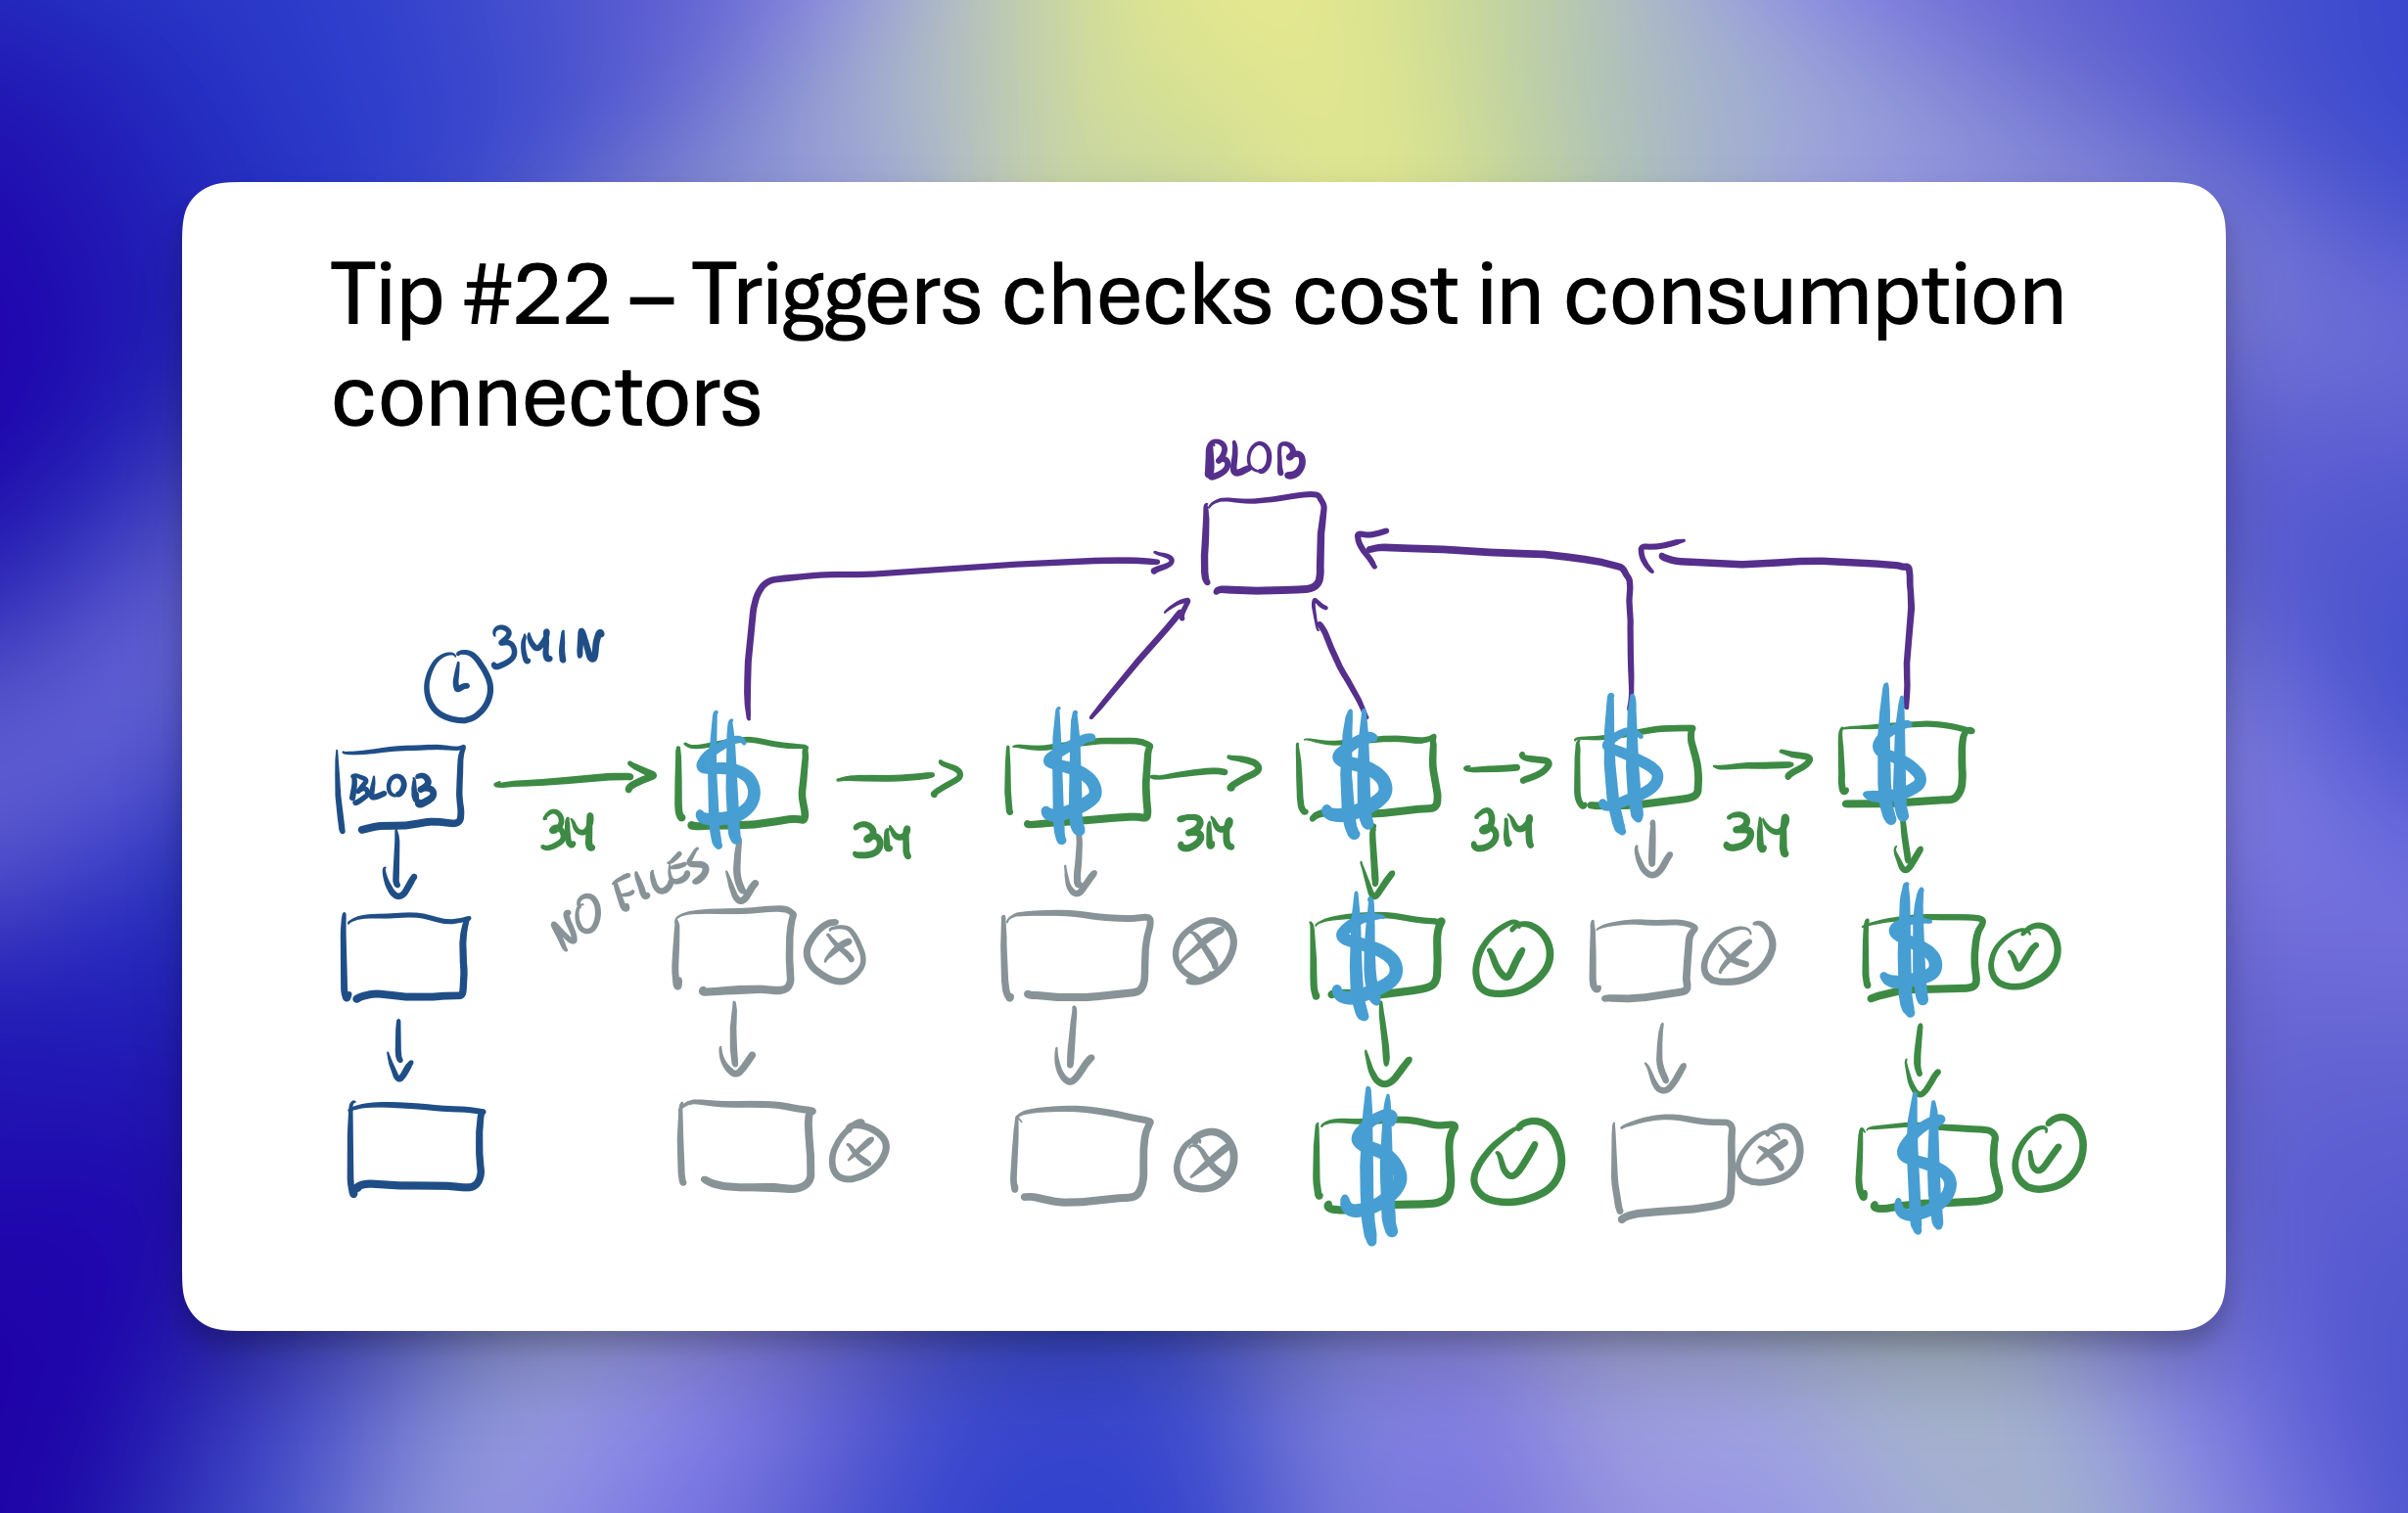 Tip #22 – Triggers checks cost in consumption
connectors
BLOB
3MIN
BLOB
$
$
$
$
$
3M
3M
3M
3M
3M
NO FILES
$
$
$
$